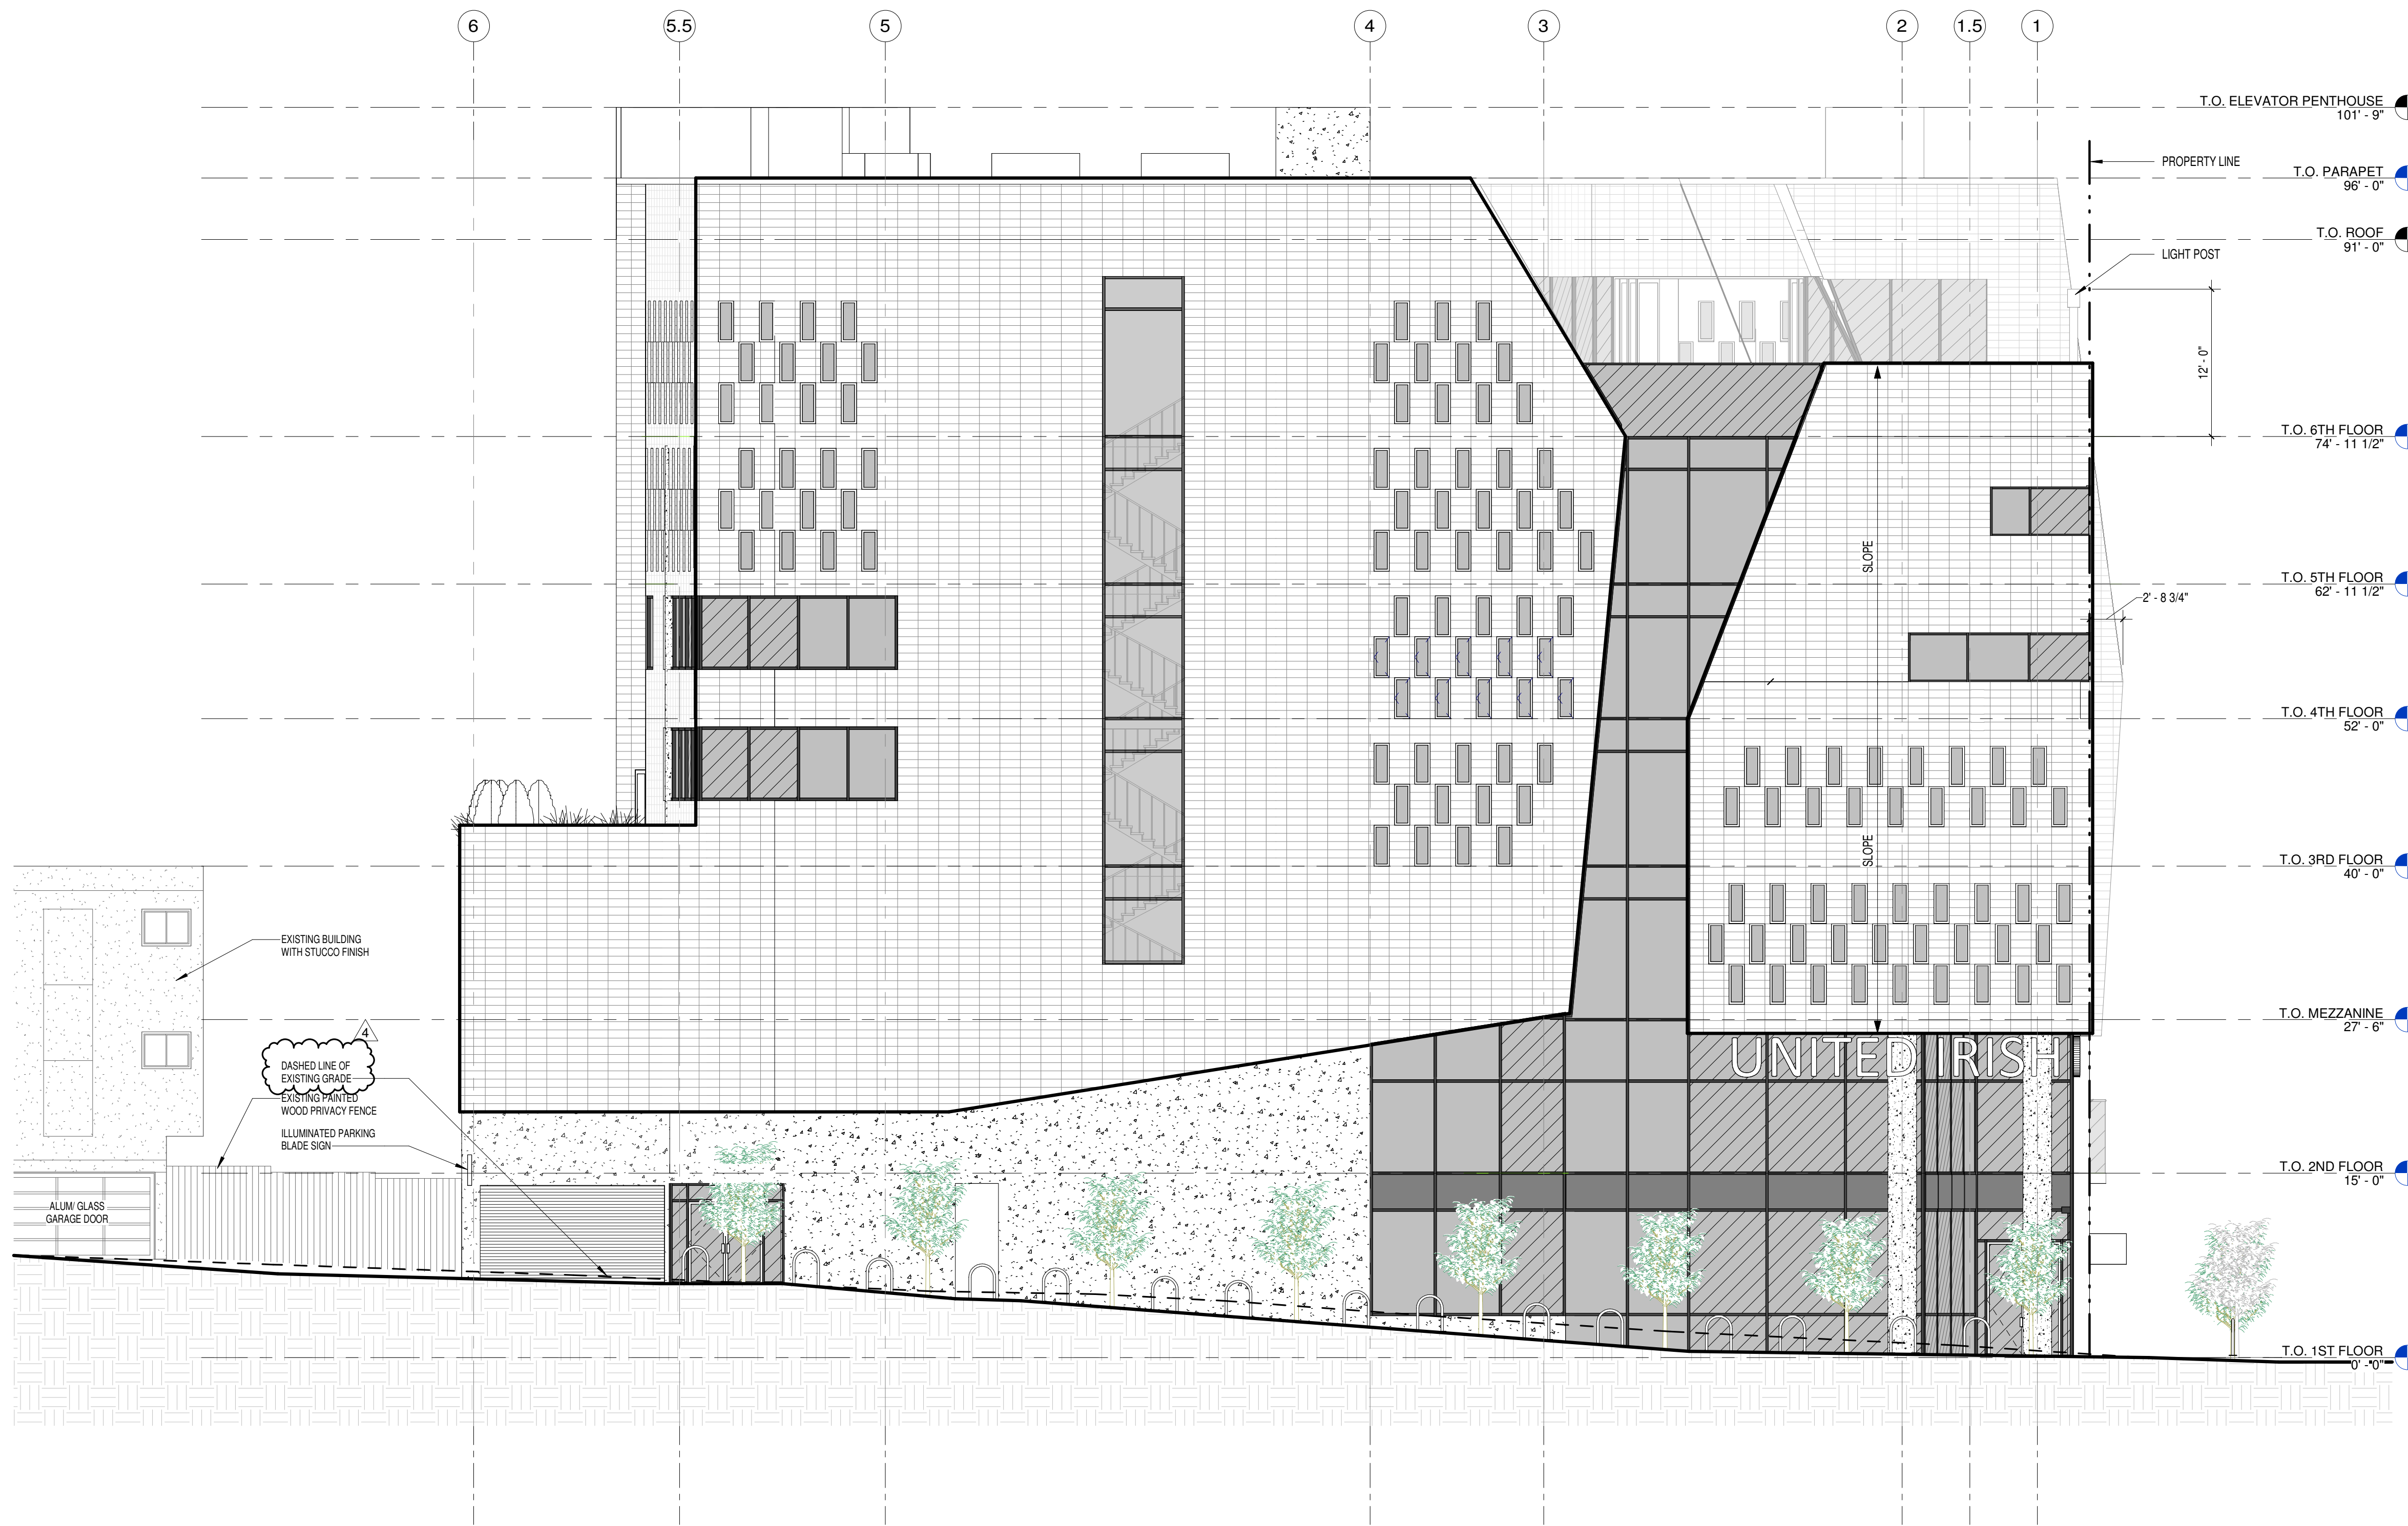 6
5.5
5
4
3
2
1.5
1
T.O. ELEVATOR PENTHOUSE
101' - 9"
PROPERTY LINE
T.O. PARAPET
96' - 0"
T.O. ROOF
91' - 0"
LIGHT POST
12' - 0"
T.O. 6TH FLOOR
74' - 11 1/2"
SLOPE
T.O. 5TH FLOOR
62' - 11 1/2"
2' - 8 3/4"
T.O. 4TH FLOOR
52' - 0"
SLOPE
T.O. 3RD FLOOR
40' - 0"
EXISTING BUILDING
WITH STUCCO FINISH
T.O. MEZZANINE
27' - 6"
4
UNITED IRISH
DASHED LINE OF
EXISTING GRADE
EXISTING PAINTED
WOOD PRIVACY FENCE
ILLUMINATED PARKING
BLADE SIGN
T.O. 2ND FLOOR
15' - 0"
ALUM/ GLASS
GARAGE DOOR
T.O. 1ST FLOOR
0' - 0"